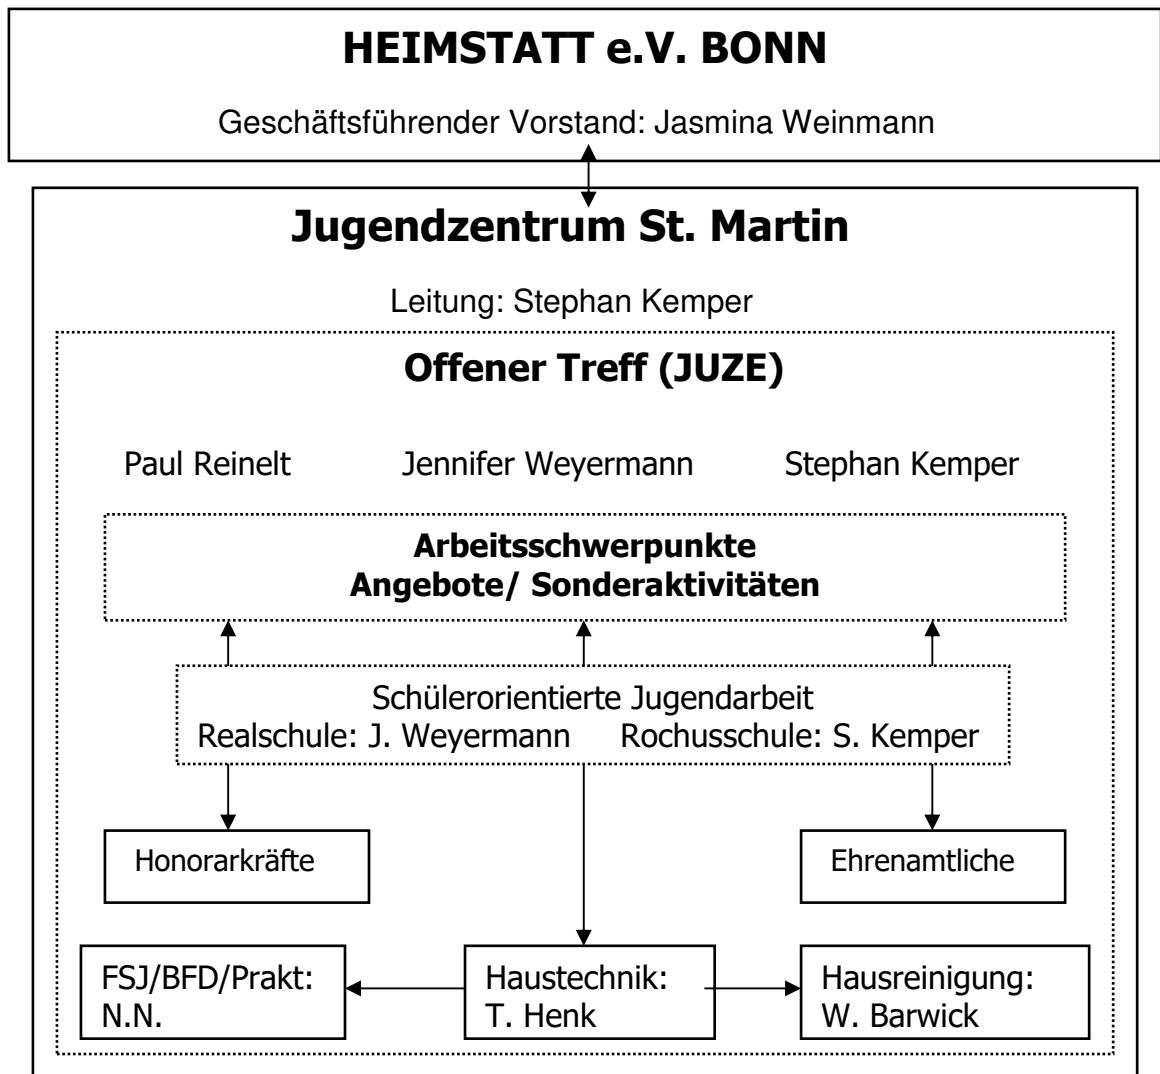 HEIMSTATT e.V. BONN
Geschäftsführender Vorstand: Jasmina Weinmann
Jugendzentrum St. Martin
Leitung: Stephan Kemper
Offener Treff (JUZE)
Paul Reinelt Jennifer Weyermann Stephan Kemper
Arbeitsschwerpunkte
Angebote/ Sonderaktivitäten
Schülerorientierte Jugendarbeit
Realschule: J. Weyermann Rochusschule: S. Kemper
Honorarkräfte
Ehrenamtliche
FSJ/BFD/Prakt:
N.N.
Haustechnik:
T. Henk
Hausreinigung:
W. Barwick